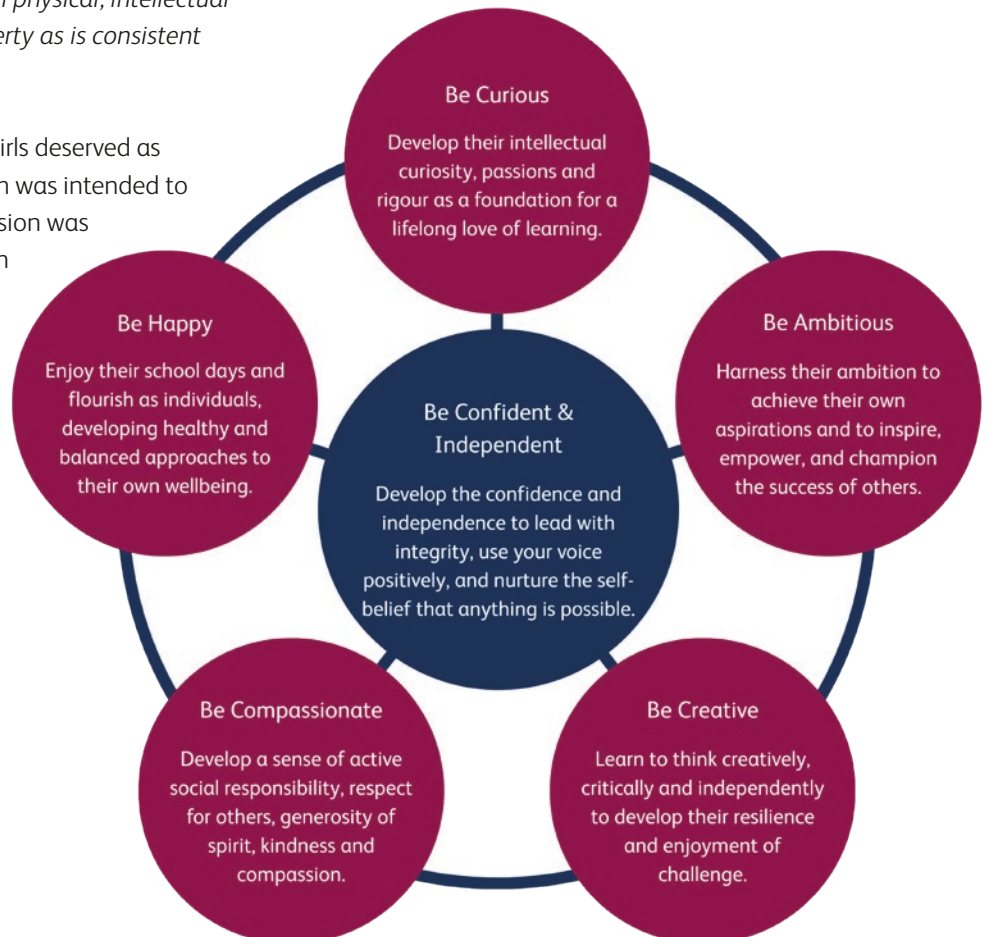 physical, intellectual
erty as is consistent
irls deserved as
n was intended to
sion was
n
Be Curious
Develop their intellectual
curiosity, passions and
rigour as a foundation for a
lifelong love of learning.
Be Happy
Enjoy their school days and
flourish as individuals,
developing healthy and
balanced approaches to
their own wellbeing.
Be Ambitious
Harness their ambition to
achieve their own
aspirations and to inspire,
empower, and champion
the success of others.
Be Confident &
Independent
Develop the confidence and
independence to lead with
integrity, use your voice
positively, and nurture the self-
belief that anything is possible.
Be Compassionate
Develop a sense of active
social responsibility, respect
for others, generosity of
spirit, kindness and
compassion.
Be Creative
Learn to think creatively,
critically and independently
to develop their resilience
and enjoyment of
challenge.